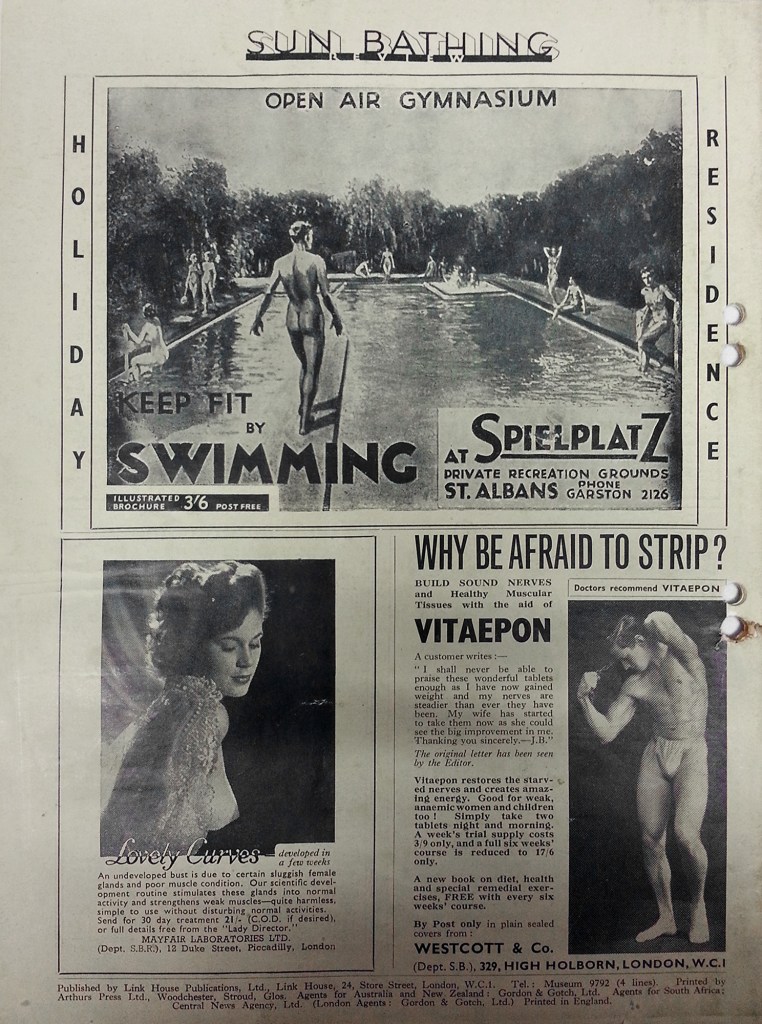 SUN BATHING
REVIEW
OPEN AIR GYMNASIUM
HOLIDAY
RESIDENCE
KEEP FIT
BY
SWIMMING
AT SPIELPLATZ
PRIVATE RECREATION GROUNDS
ST. ALBANS PHONE GARSTON 2126
ILLUSTRATED BROCHURE 3/6 POST FREE
Lovely Curves developed in
a few weeks
An undeveloped bust is due to certain sluggish female
glands and poor muscle condition. Our scientific devel-
opment routine stimulates these glands into normal
activity and strengthens weak muscles—quite harmless,
simple to use without disturbing normal activities.
Send for 30 day treatment 21/- (C.O.D. if desired),
or full details free from the "Lady Director."
MAYFAIR LABORATORIES LTD.
(Dept. S.B.R.), 12 Duke Street, Piccadilly, London
WHY BE AFRAID TO STRIP?
BUILD SOUND NERVES
and Healthy Muscular
Tissues with the aid of
VITAEPON
Doctors recommend VITAEPON
A customer writes :—
"I shall never be able to
praise these wonderful tablets
enough as I have now gained
weight and my nerves are
steadier than ever they have
been. My wife has started
to take them now as she could
see the big improvement in me.
Thanking you sincerely.—J.B."
The original letter has been seen
by the Editor.
Vitaepon restores the starv-
ed nerves and creates amaz-
ing energy. Good for weak,
anaemic women and children
too ! Simply take two
tablets night and morning.
A week's trial supply costs
3/9 only, and a full six weeks'
course is reduced to 17/6
only.
A new book on diet, health
and special remedial exer-
cises, FREE with every six
weeks' course.
By Post only in plain sealed
covers from :
WESTCOTT & Co.
(Dept. S.B.), 329, HIGH HOLBORN, LONDON, W.C.1
Published by Link House Publications, Ltd., Link House, 24, Store Street, London, W.C.1. Tel.: Museum 9792 (4 lines). Printed by
Arthurs Press Ltd., Woodchester, Stroud, Glos. Agents for Australia and New Zealand: Gordon & Gotch, Ltd. Agents for South Africa:
Central News Agency, Ltd. (London Agents: Gordon & Gotch, Ltd.) Printed in England.